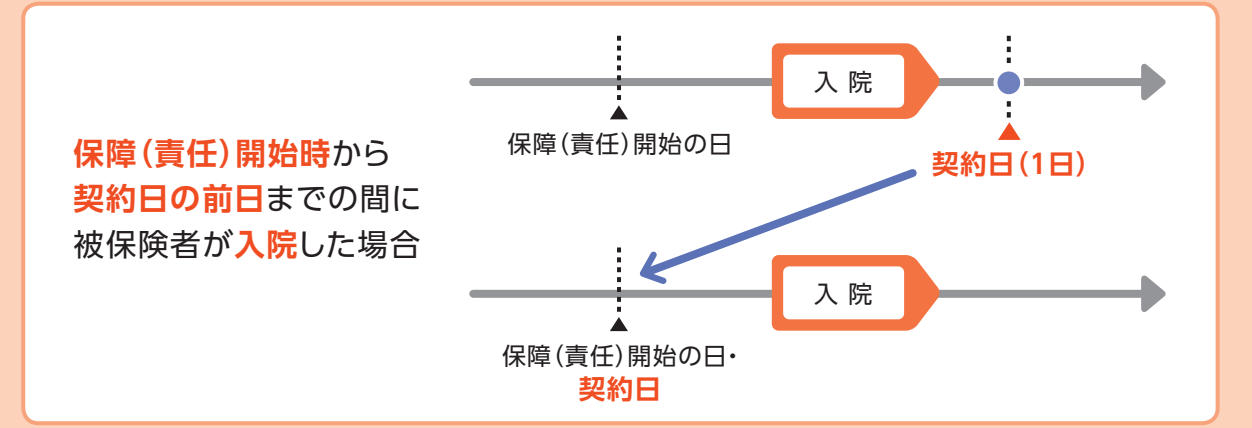 保障(責任)開始時から
契約日の前日までの間に
被保険者が入院した場合
入院
保障(責任)開始の日
契約日(1日)
入院
保障(責任)開始の日・
契約日